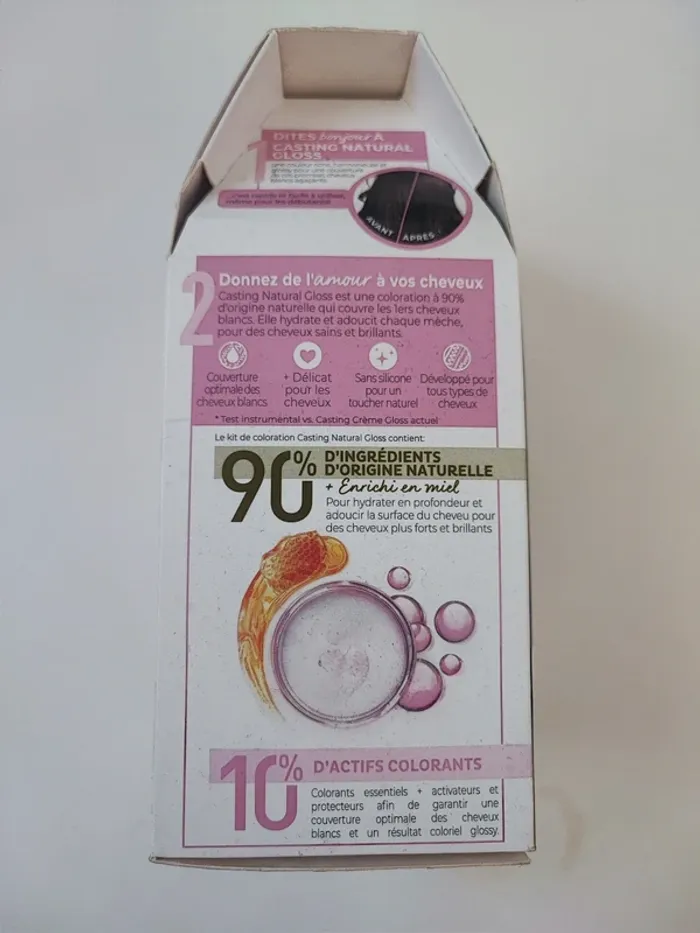 1
DITES bonjour À
CASTING NATURAL
GLOSS
AVANT APRÈS
2
Donnez de l'amour à vos cheveux
Casting Natural Gloss est une coloration à 90%
d'origine naturelle qui couvre les 1ers cheveux
blancs. Elle hydrate et adoucit chaque mèche,
pour des cheveux sains et brillants.
Couverture
optimale des
cheveux blancs
+ Délicat
pour les
cheveux
Sans silicone
pour un
toucher naturel
Développé pour
tous types de
cheveux
*Test instrumental vs. Casting Crème Gloss actuel
Le kit de coloration Casting Natural Gloss contient:
90%
D'INGRÉDIENTS
D'ORIGINE NATURELLE
+ Enrichi en miel
Pour hydrater en profondeur et
adoucir la surface du cheveu pour
des cheveux plus forts et brillants
10% D'ACTIFS COLORANTS
Colorants essentiels + activateurs et
protecteurs afin de garantir une
couverture optimale des cheveux
blancs et un résultat coloriel glossy.